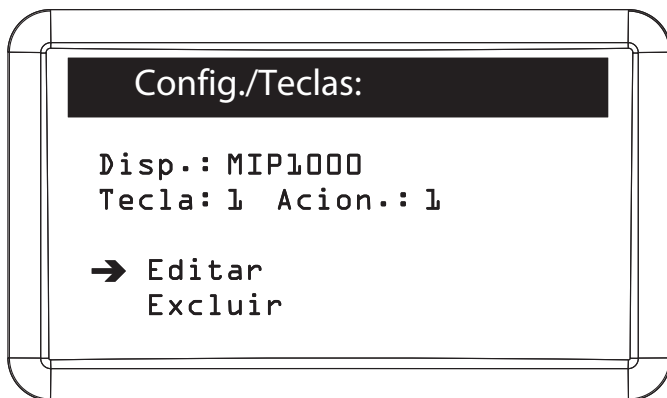 Config./Teclas:
Disp.: MIP1000
Tecla: 1 Acion.: 1
➔ Editar
Excluir